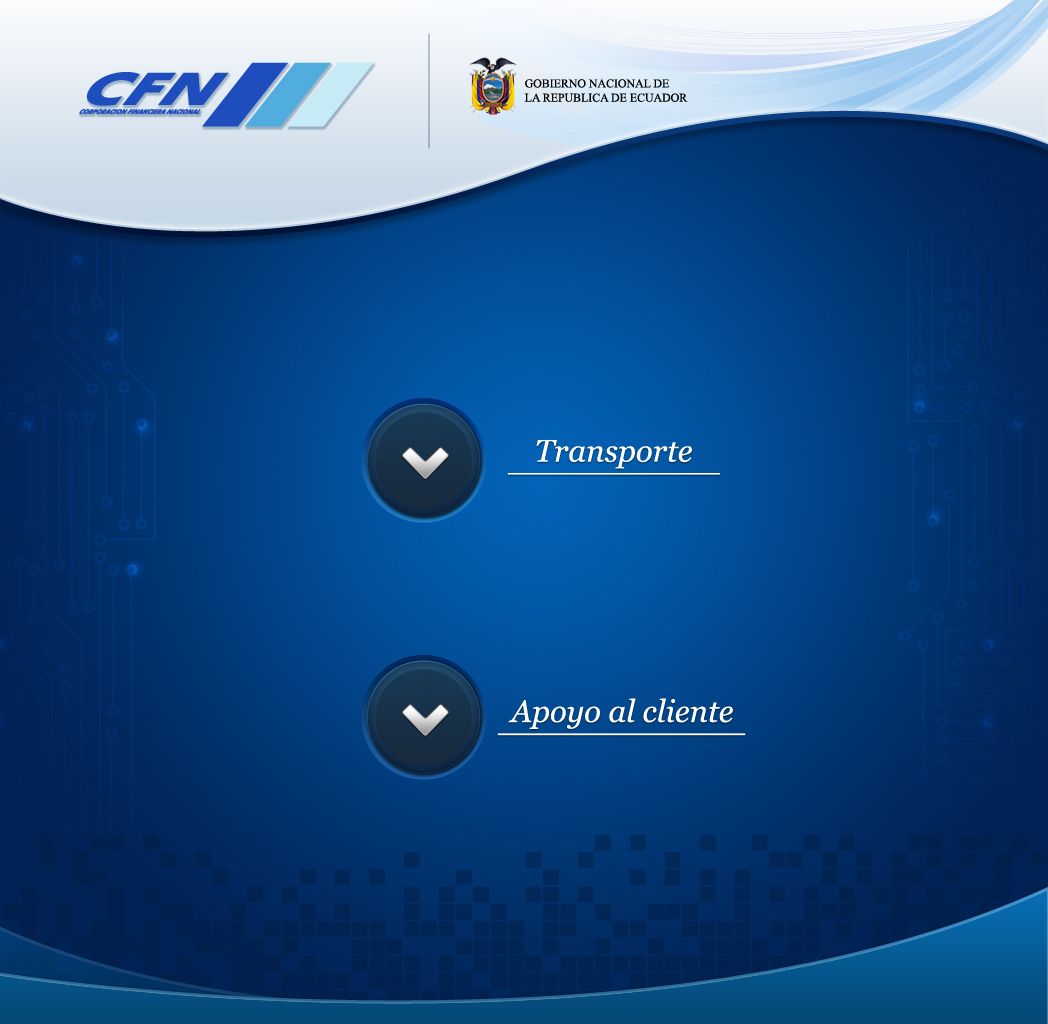 CFN
CORPORACION FINANCIERA NACIONAL
GOBIERNO NACIONAL DE
LA REPUBLICA DE ECUADOR
Transporte
Apoyo al cliente